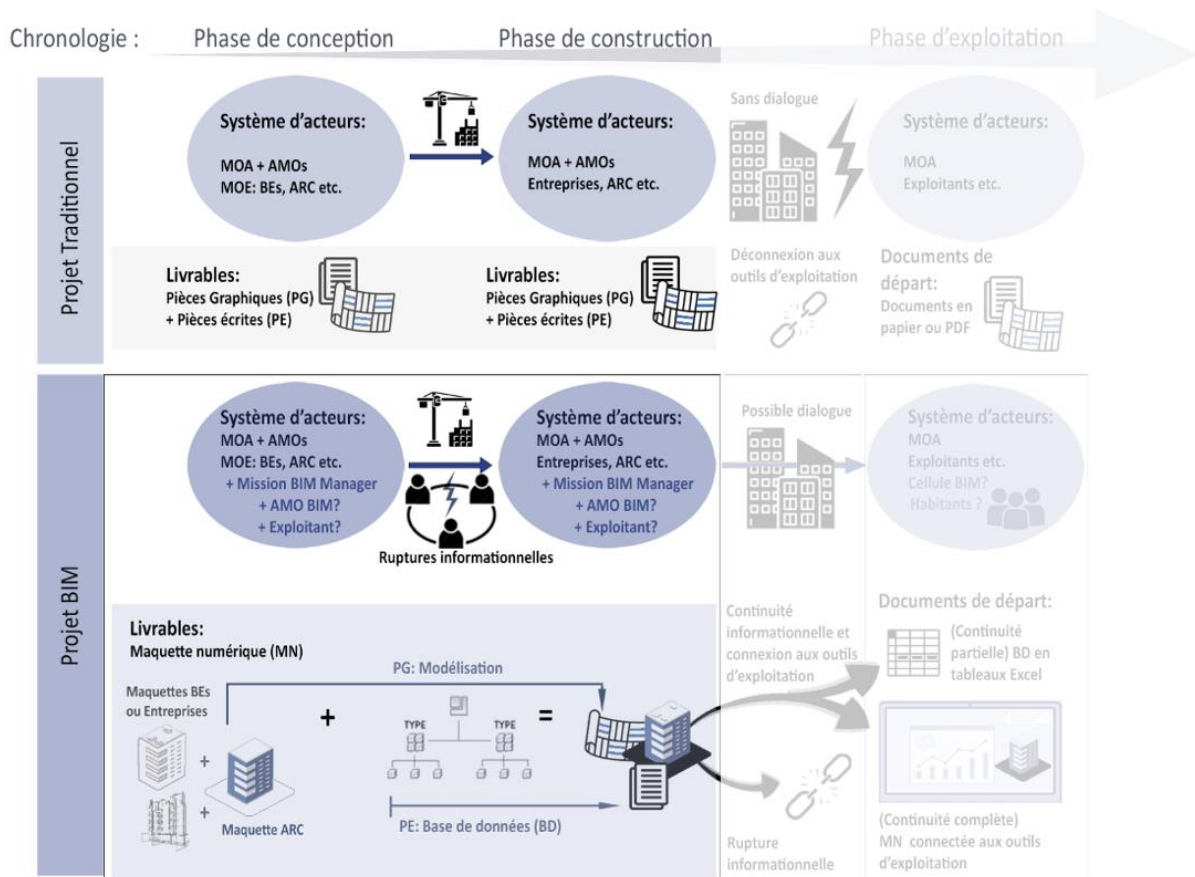 Chronologie :
Phase de conception
Phase de construction
Phase d'exploitation
Projet Traditionnel
Système d'acteurs:
MOA + AMOs
MOE: BEs, ARC etc.
Système d'acteurs:
MOA + AMOs
Entreprises, ARC etc.
Sans dialogue
Système d'acteurs:
MOA
Exploitants etc.
Livrables:
Pièces Graphiques (PG)
+ Pièces écrites (PE)
Livrables:
Pièces Graphiques (PG)
+ Pièces écrites (PE)
Déconnexion aux
outils d'exploitation
Documents de
départ:
Documents en
papier ou PDF
Projet BIM
Système d'acteurs:
MOA + AMOs
MOE: BEs, ARC etc.
+ Mission BIM Manager
+ AMO BIM?
+ Exploitant?
Ruptures informationnelles
Système d'acteurs:
MOA + AMOs
Entreprises, ARC etc.
+ Mission BIM Manager
+ AMO BIM?
+ Exploitant?
Possible dialogue
Système d'acteurs:
MOA
Exploitants etc.
Cellule BIM?
Habitants ?
Livrables:
Maquette numérique (MN)
Maquettes BEs
ou Entreprises
+
+
Maquette ARC
+
PG: Modélisation
TYPE
TYPE
=
PE: Base de données (BD)
Continuité
informationnelle et
connexion aux outils
d'exploitation
Rupture
informationnelle
Documents de départ:
(Continuité
partielle) BD en
tableaux Excel
(Continuité complète)
MN connectée aux outils
d'exploitation